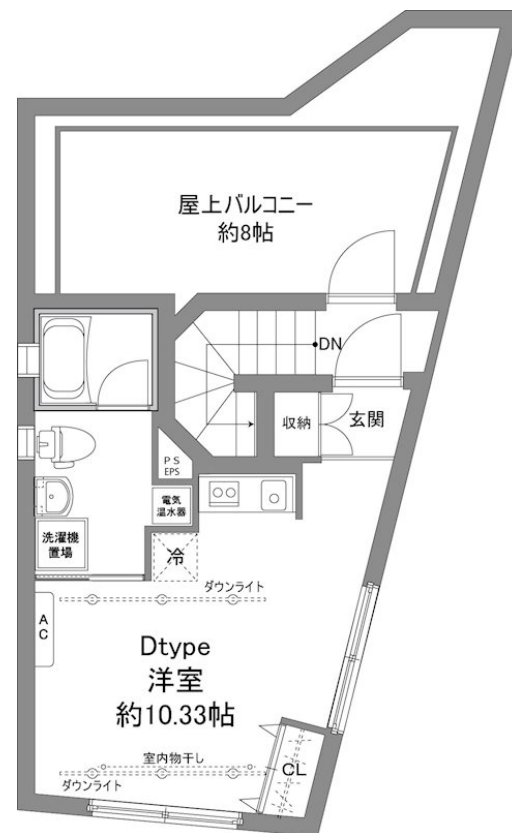 屋上バルコニー
約8帖
DN
収納
玄関
PS
EPS
電気
温水器
洗濯機
置場
冷
ダウンライト
AC
Dtype
洋室
約10.33帖
室内物干し
CL
ダウンライト